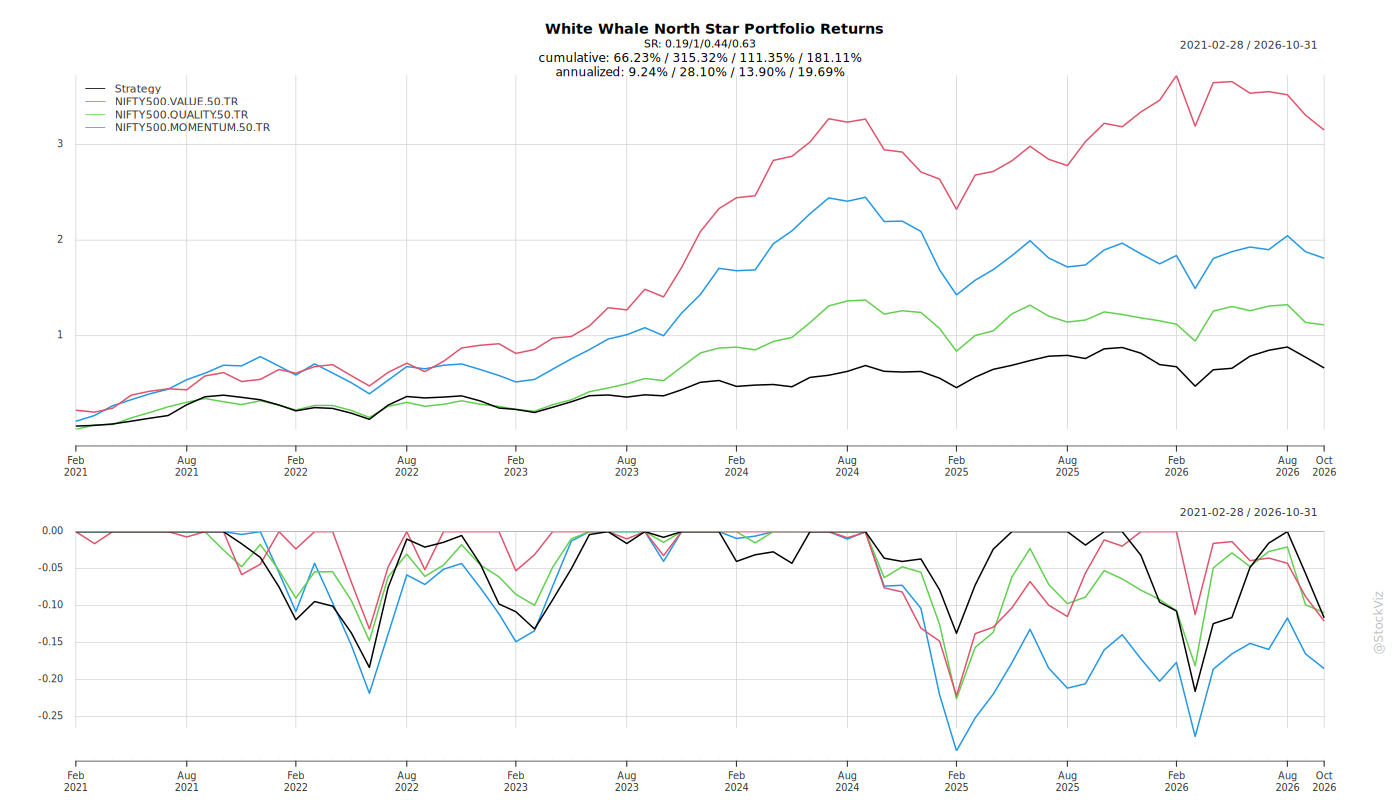 White Whale North Star Portfolio Returns
SR: 0.19/1/0.44/0.63
cumulative: 66.23% / 315.32% / 111.35% / 181.11%
annualized: 9.24% / 28.10% / 13.90% / 19.69%
2021-02-28 / 2026-10-31
Strategy
NIFTY500.VALUE.50.TR
NIFTY500.QUALITY.50.TR
NIFTY500.MOMENTUM.50.TR
3
2
1
Feb Aug Feb Aug Feb Aug Feb Aug Feb Aug Feb Aug Oct
2021 2021 2022 2022 2023 2023 2024 2024 2025 2025 2026 2026 2026
2021-02-28 / 2026-10-31
0.00
-0.05
-0.10
-0.15
-0.20
-0.25
Feb Aug Feb Aug Feb Aug Feb Aug Feb Aug Feb Aug Oct
2021 2021 2022 2022 2023 2023 2024 2024 2025 2025 2026 2026 2026
@StockViz